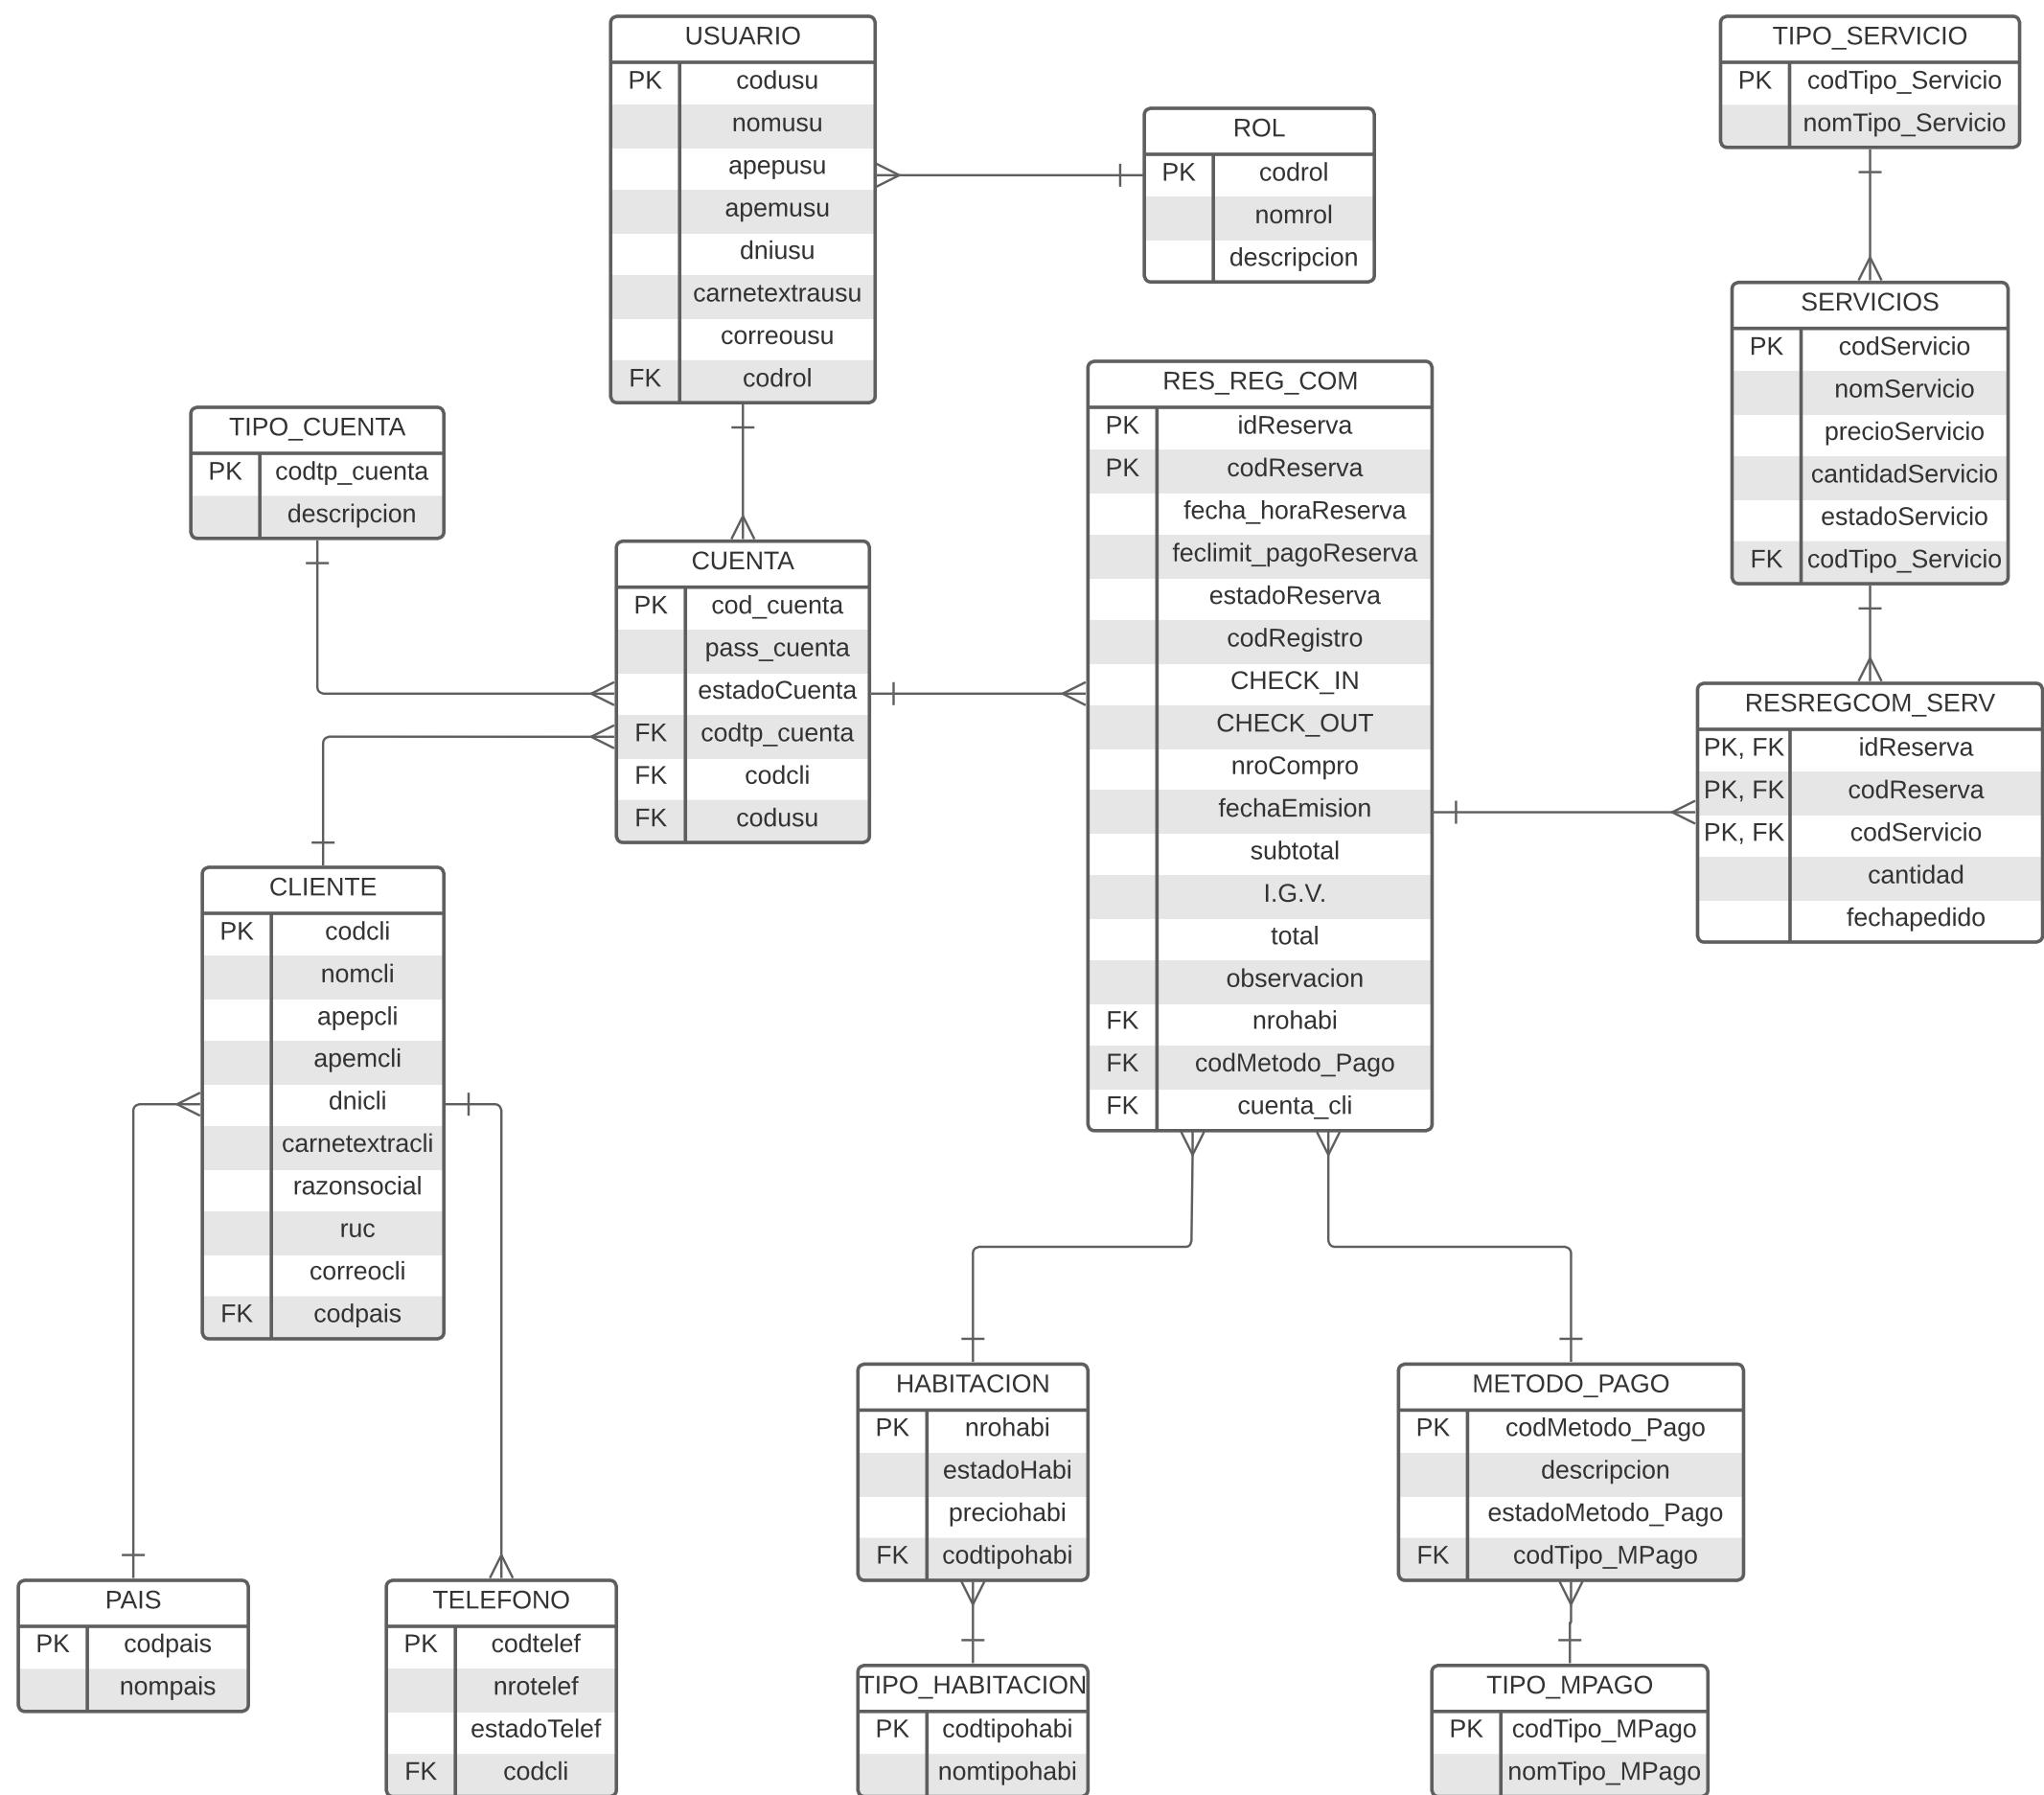 USUARIO
PK codusu
nomusu
apepusu
apemusu
dniusu
carnetextrausu
correousu
FK codrol
ROL
PK codrol
nomrol
descripcion
TIPO_SERVICIO
PK codTipo_Servicio
nomTipo_Servicio
SERVICIOS
PK codServicio
nomServicio
precioServicio
cantidadServicio
estadoServicio
FK codTipo_Servicio
TIPO_CUENTA
PK codtp_cuenta
descripcion
CUENTA
PK cod_cuenta
pass_cuenta
estadoCuenta
FK codtp_cuenta
FK codcli
FK codusu
RES_REG_COM
PK idReserva
PK codReserva
fecha_horaReserva
feclimit_pagoReserva
estadoReserva
codRegistro
CHECK_IN
CHECK_OUT
nroCompro
fechaEmision
subtotal
I.G.V.
total
observacion
FK nrohabi
FK codMetodo_Pago
FK cuenta_cli
RESREGCOM_SERV
PK, FK idReserva
PK, FK codReserva
PK, FK codServicio
cantidad
fechapedido
CLIENTE
PK codcli
nomcli
apepcli
apemcli
dnicli
carnetextracli
razonsocial
ruc
correocli
FK codpais
HABITACION
PK nrohabi
estadoHabi
preciohabi
FK codtipohabi
METODO_PAGO
PK codMetodo_Pago
descripcion
estadoMetodo_Pago
FK codTipo_MPago
PAIS
PK codpais
nompais
TELEFONO
PK codtelef
nrotelef
estadoTelef
FK codcli
TIPO_HABITACION
PK codtipohabi
nomtipohabi
TIPO_MPAGO
PK codTipo_MPago
nomTipo_MPago